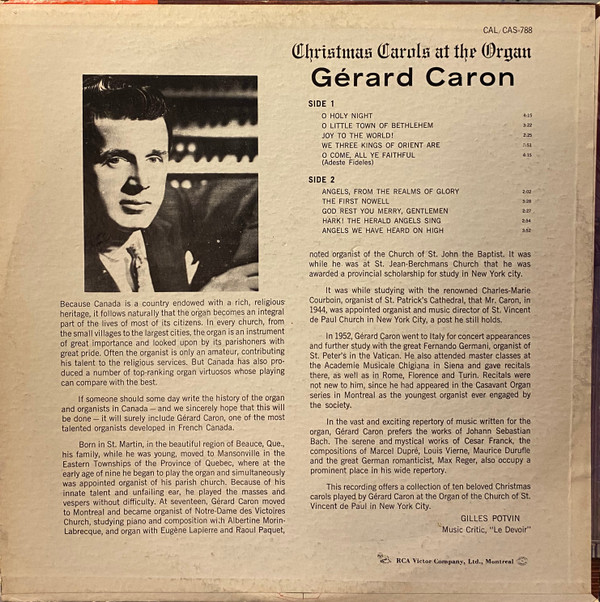 CAL/CAS-788
Christmas Carols at the Organ
Gérard Caron
SIDE 1
O HOLY NIGHT 4:13
O LITTLE TOWN OF BETHLEHEM 3:22
JOY TO THE WORLD! 2:25
WE THREE KINGS OF ORIENT ARE
O COME, ALL YE FAITHFUL
(Adeste Fideles)
SIDE 2
ANGELS, FROM THE REALMS OF GLORY 2:02
THE FIRST NOWELL
GOD REST YOU MERRY, GENTLEMEN
HARK! THE HERALD ANGELS SING
ANGELS WE HAVE HEARD ON HIGH
Because Canada is a country endowed with a rich, religious
heritage, it follows naturally that the organ becomes an integral
part of the lives of most of its citizens. In every church, from
the small villages to the largest cities, the organ is an instrument
of great importance and looked upon by its parishoners with
great pride. Often the organist is only an amateur, contributing
his talent to the religious services. But Canada has also pro-
duced a number of top-ranking organ virtuosos whose playing
can compare with the best.
If someone should some day write the history of the organ
and organists in Canada — and we sincerely hope that this will
be done — it will surely include Gérard Caron, one of the most
talented organists developed in French Canada.
Born in St. Martin, in the beautiful region of Beauce, Que.,
his family, while he was young, moved to Mansonville in the
Eastern Townships of the Province of Quebec, where at the
early age of nine he began to play the organ and simultaneously
was appointed organist of his parish church. Because of his
innate talent and unfailing ear, he played the masses and
vespers without difficulty. At seventeen, Gérard Caron moved
to Montreal and became organist of Notre-Dame des Victoires
Church, studying piano and composition with Albertine Morin-
Labrecque, and organ with Eugène Lapierre and Raoul Paquet,
noted organist of the Church of St. John the Baptist. It was
while he was at St. Jean-Berchmans Church that he was
awarded a provincial scholarship for study in New York city.
It was while studying with the renowned Charles-Marie
Courboin, organist of St. Patrick's Cathedral, that Mr. Caron, in
1944, was appointed organist and music director of St. Vincent
de Paul Church in New York City, a post he still holds.
In 1952, Gérard Caron went to Italy for concert appearances
and further study with the great Fernando Germani, organist of
St. Peter's in the Vatican. He also attended master classes at
the Academie Musicale Chigiana in Siena and gave recitals
there, as well as in Rome, Florence and Turin. Recitals were
not new to him, since he had appeared in the Casavant Organ
series in Montreal as the youngest organist ever engaged by
the society.
In the vast and exciting repertory of music written for the
organ, Gérard Caron prefers the works of Johann Sebastian
Bach. The serene and mystical works of Cesar Franck, the
compositions of Marcel Dupré, Louis Vierne, Maurice Durufle
and the great German romanticist, Max Reger, also occupy a
prominent place in his wide repertory.
This recording offers a collection of ten beloved Christmas
carols played by Gérard Caron at the Organ of the Church of St.
Vincent de Paul in New York City.
GILLES POTVIN
Music Critic, "Le Devoir"
RCA Victor Company, Ltd., Montreal